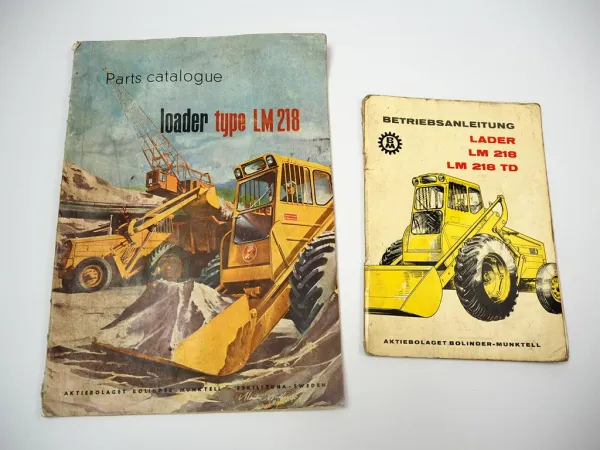 Parts catalogue
loader type LM 218
AKTIEBOLAGET BOLINDER-MUNKTELL - ESKILSTUNA - SWEDEN
BETRIEBSANLEITUNG
LADER
LM 218
LM 218 TD
AKTIEBOLAGET BOLINDER-MUNKTELL